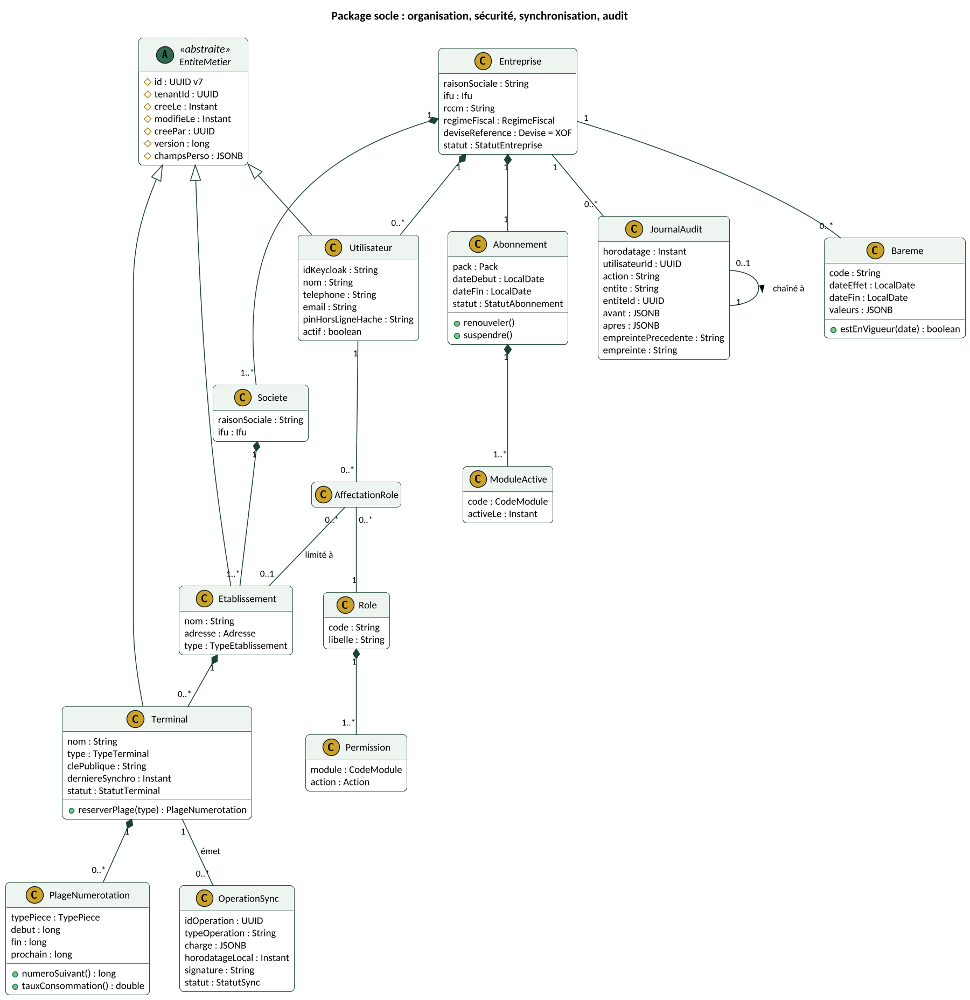 Package socle : organisation, sécurité, synchronisation, audit
A
«abstraite»
EntiteMetier
id : UUID v7
tenantId : UUID
creeLe : Instant
modifieLe : Instant
creePar : UUID
version : long
champsPerso : JSONB
C Entreprise
raisonSociale : String
ifu : Ifu
rccm : String
regimeFiscal : RegimeFiscal
deviseReference : Devise = XOF
statut : StatutEntreprise
1
1
1
1
1
0..*
1
0..*
0..*
C Utilisateur
idKeycloak : String
nom : String
telephone : String
email : String
pinHorsLigneHache : String
actif : boolean
C Abonnement
pack : Pack
dateDebut : LocalDate
dateFin : LocalDate
statut : StatutAbonnement
renouveler()
suspendre()
C JournalAudit
horodatage : Instant
utilisateurId : UUID
action : String
entite : String
entiteId : UUID
avant : JSONB
apres : JSONB
empreintePrecedente : String
empreinte : String
0..1
chaîné à
1
C Bareme
code : String
dateEffet : LocalDate
dateFin : LocalDate
valeurs : JSONB
estEnVigueur(date) : boolean
1
1
1..*
C Societe
raisonSociale : String
ifu : Ifu
1
0..*
1..*
C AffectationRole
C ModuleActive
code : CodeModule
activeLe : Instant
0..*
0..*
limité à
1..*
0..1
1
C Etablissement
nom : String
adresse : Adresse
type : TypeEtablissement
C Role
code : String
libelle : String
1
1
0..*
1..*
C Terminal
nom : String
type : TypeTerminal
clePublique : String
derniereSynchro : Instant
statut : StatutTerminal
reserverPlage(type) : PlageNumerotation
C Permission
module : CodeModule
action : Action
1
1
émet
0..*
0..*
C PlageNumerotation
typePiece : TypePiece
debut : long
fin : long
prochain : long
numeroSuivant() : long
tauxConsommation() : double
C OperationSync
idOperation : UUID
typeOperation : String
charge : JSONB
horodatageLocal : Instant
signature : String
statut : StatutSync